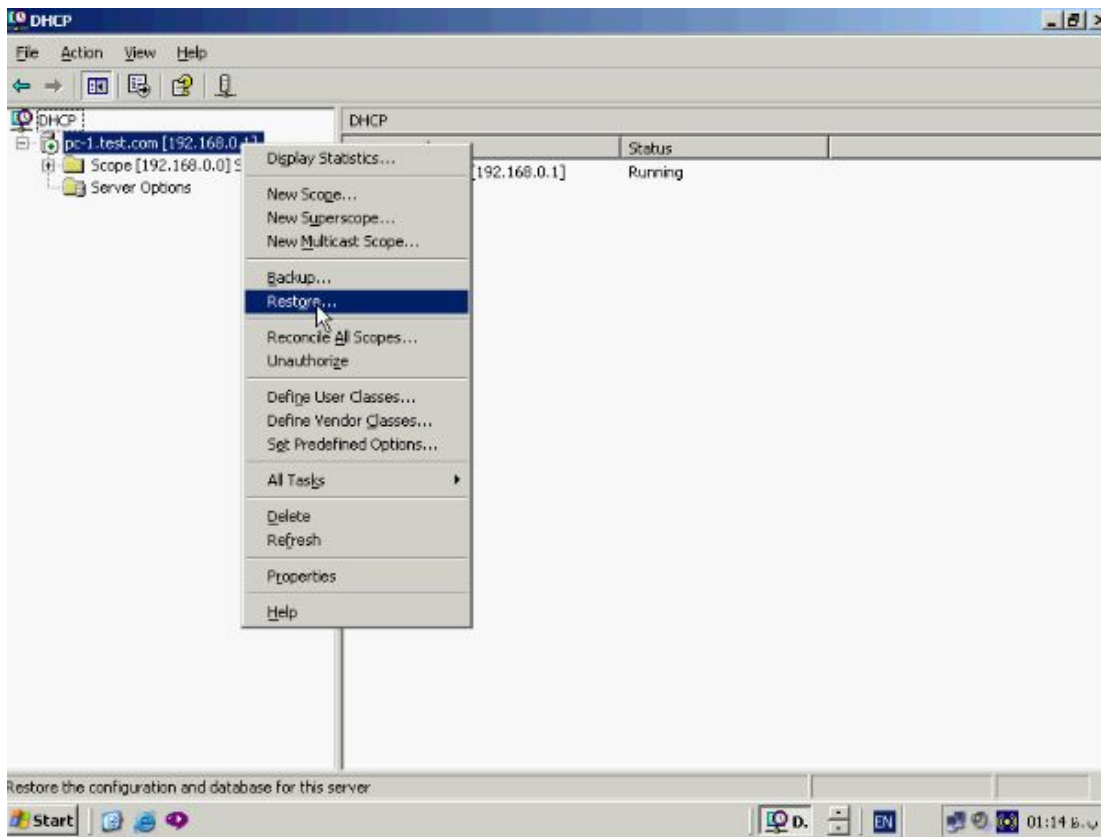 DHCP
File Action View Help
DHCP
pc-1.test.com [192.168.0.1]
Scope [192.168.0.0]
Server Options
DHCP
Status
[192.168.0.1] Running
Display Statistics...
New Scope...
New Superscope...
New Multicast Scope...
Backup...
Restore...
Reconcile All Scopes...
Unauthorize
Define User Classes...
Define Vendor Classes...
Set Predefined Options...
All Tasks
Delete
Refresh
Properties
Help
Restore the configuration and database for this server
Start D. EN 01:14 ب.ظ